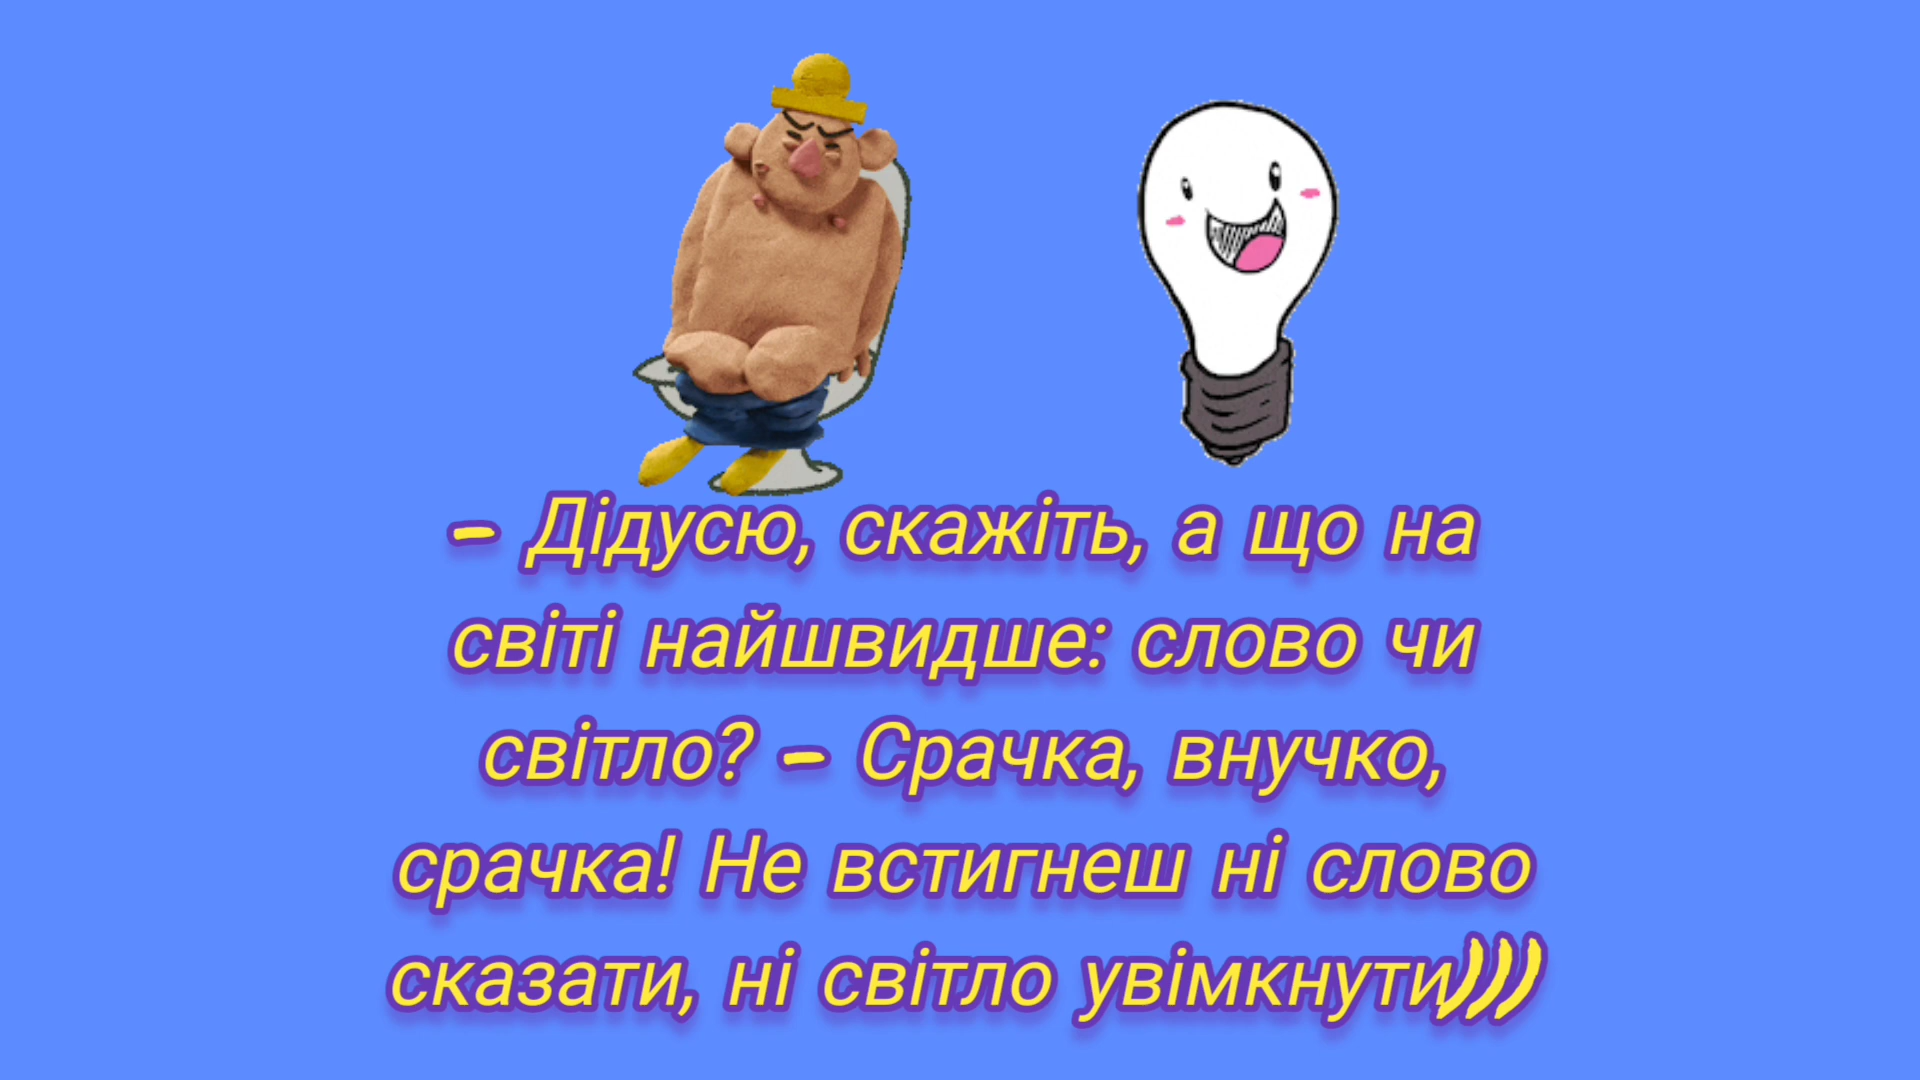 – Дідусю, скажіть, а що на
світі найшвидше: слово чи
світло? – Срачка, внучко,
срачка! Не встигнеш ні слово
сказати, ні світло увімкнути)))